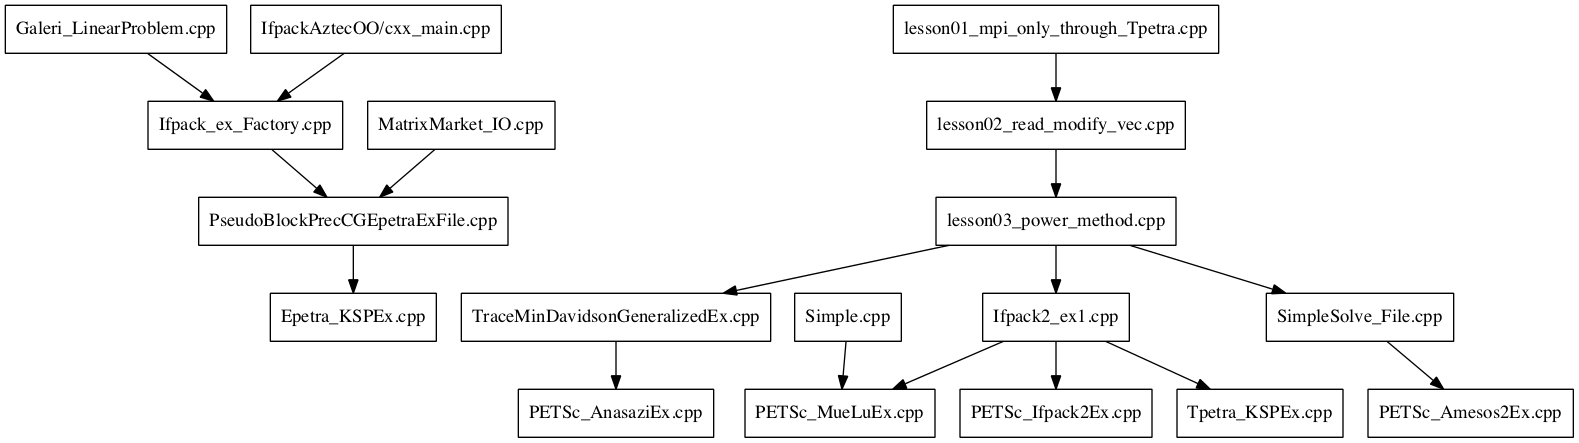 Galeri_LinearProblem.cpp
IfpackAztecOO/cxx_main.cpp
lesson01_mpi_only_through_Tpetra.cpp
Ifpack_ex_Factory.cpp
MatrixMarket_IO.cpp
lesson02_read_modify_vec.cpp
PseudoBlockPrecCGEpetraExFile.cpp
lesson03_power_method.cpp
Epetra_KSPEx.cpp
TraceMinDavidsonGeneralizedEx.cpp
Simple.cpp
Ifpack2_ex1.cpp
SimpleSolve_File.cpp
PETSc_AnasaziEx.cpp
PETSc_MueLuEx.cpp
PETSc_Ifpack2Ex.cpp
Tpetra_KSPEx.cpp
PETSc_Amesos2Ex.cpp